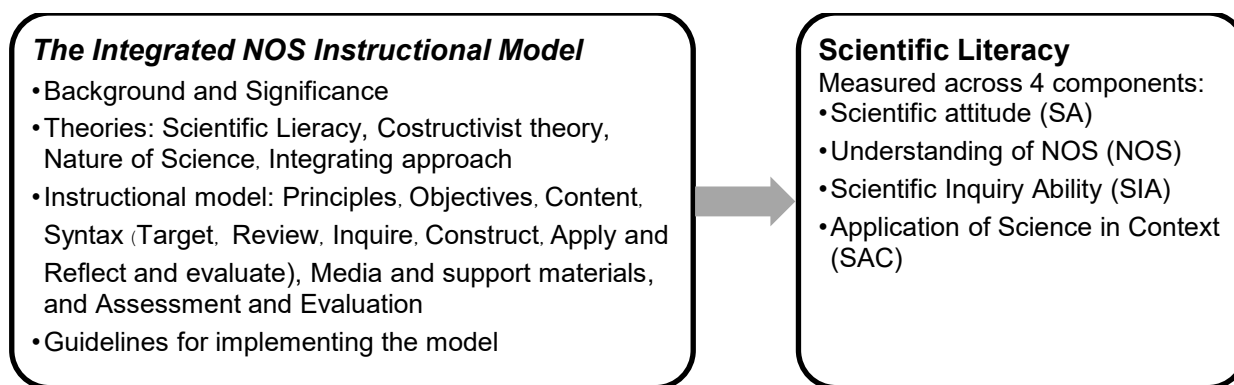 The Integrated NOS Instructional Model
•Background and Significance
•Theories: Scientific Lieracy, Costructivist theory,
Nature of Science, Integrating approach
•Instructional model: Principles, Objectives, Content,
Syntax (Target, Review, Inquire, Construct, Apply and
Reflect and evaluate), Media and support materials,
and Assessment and Evaluation
•Guidelines for implementing the model
Scientific Literacy
Measured across 4 components:
•Scientific attitude (SA)
•Understanding of NOS (NOS)
•Scientific Inquiry Ability (SIA)
•Application of Science in Context
(SAC)